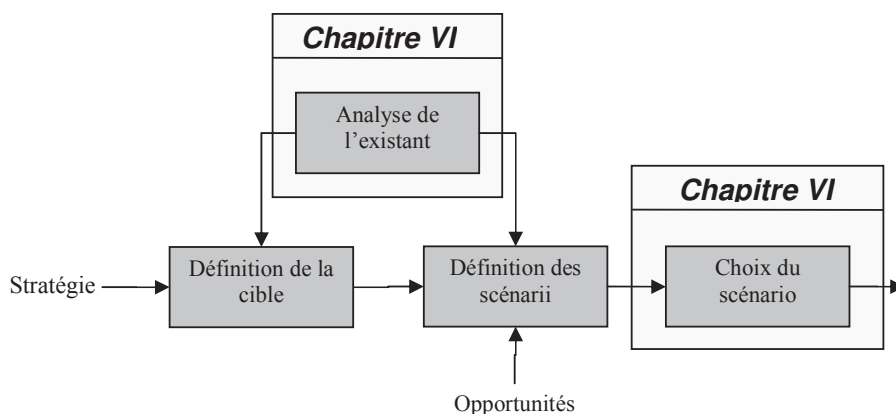 Chapitre VI
Analyse de
l'existant
Chapitre VI
Stratégie
Définition de la
cible
Définition des
scénarii
Choix du
scénario
Opportunités